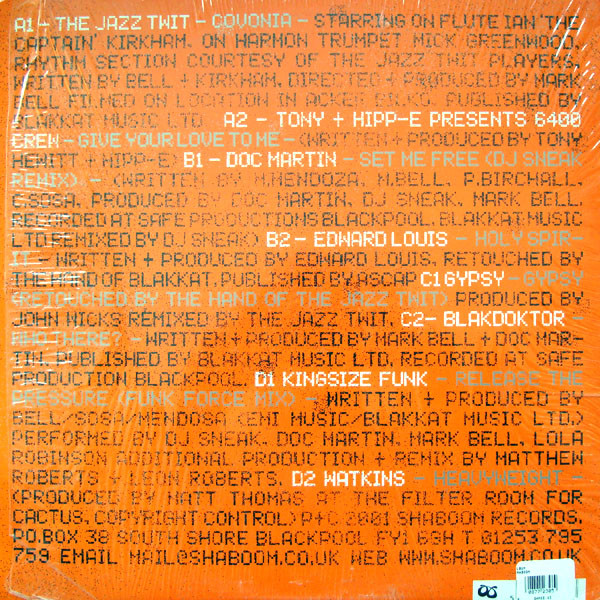 A1 - THE JAZZ TWIT - COVONIA - STARRING ON FLUTE IAN 'THE
CAPTAIN' KIRKHAM, ON HARMON TRUMPET MICK GREENWOOD,
RHYTHM SECTION COURTESY OF THE JAZZ TWIT PLAYERS,
WRITTEN BY BELL + KIRKHAM, DIRECTED + PRODUCED BY MARK
BELL FILMED ON LOCATION IN ACKER BILKO. PUBLISHED BY
BLAKKAT MUSIC LTD A2 - TONY + HIPP-E PRESENTS 6400
CREW - GIVE YOUR LOVE TO ME - (WRITTEN + PRODUCED BY TONY
HEWITT + HIPP-E) B1 - DOC MARTIN - SET ME FREE (DJ SNEAK
REMIX). - (WRITTEN BY H.MENDOZA, M.BELL, P.BIRCHALL,
C.SOSA. PRODUCED BY DOC MARTIN, DJ SNEAK, MARK BELL.
RECORDED AT SAFE PRODUCTIONS BLACKPOOL. BLAKKAT MUSIC
LTD.REMIXED BY DJ SNEAK) B2 - EDWARD LOUIS - HOLY SPIR-
IT - WRITTEN + PRODUCED BY EDWARD LOUIS. RETOUCHED BY
THE HAND OF BLAKKAT. PUBLISHED BY ASCAP C1 GYPSY - GYPSY
(RETOUCHED BY THE HAND OF THE JAZZ TWIT) PRODUCED BY
JOHN WICKS REMIXED BY THE JAZZ TWIT. C2- BLAKDOKTOR -
WHO THERE? - WRITTEN + PRODUCED BY MARK BELL + DOC MAR-
TIN. PUBLISHED BY BLAKKAT MUSIC LTD. RECORDED AT SAFE
PRODUCTION BLACKPOOL. D1 KINGSIZE FUNK - RELEASE THE
PRESSURE (FUNK FORCE MIX) - WRITTEN + PRODUCED BY
BELL/SOSA/MENDOSA (EMI MUSIC/BLAKKAT MUSIC LTD.)
PERFORMED BY DJ SNEAK, DOC MARTIN, MARK BELL, LOLA
ROBINSON ADDITIONAL PRODUCTION + REMIX BY MATTHEW
ROBERTS + LEON ROBERTS. D2 WATKINS - HEAVYWEIGHT -
(PRODUCED BY MATT THOMAS AT THE FILTER ROOM FOR
CACTUS. COPYRIGHT CONTROL) P+C 2001 SHABOOM RECORDS,
PO.BOX 38 SOUTH SHORE BLACKPOOL FY1 6GH T 01253 795
759 EMAIL MAIL@SHABOOM.CO.UK WEB WWW.SHABOOM.CO.UK